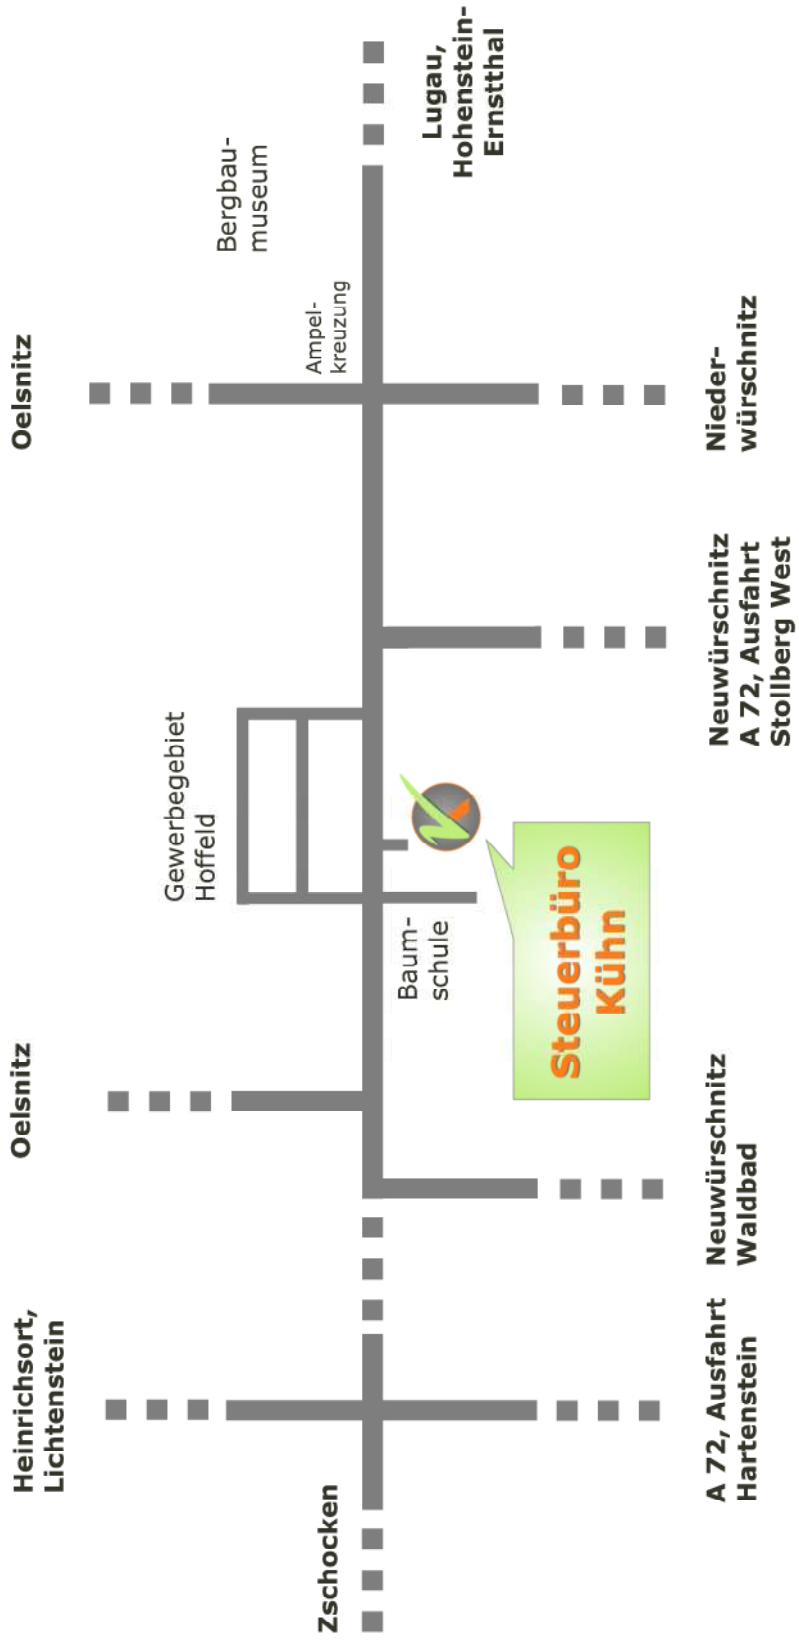 Heinrichsort,
Lichtenstein
Oelsnitz
Oelsnitz
Gewerbegebiet
Hoffeld
Bergbau-
museum
Ampel-
kreuzung
Zschocken
Baum-
schule
Lugau,
Hohenstein-
Ernstthal
Steuerbüro
Kühn
A 72, Ausfahrt
Hartenstein
Neuwürschnitz
Waldbad
Neuwürschnitz
A 72, Ausfahrt
Stollberg West
Nieder-
würschnitz